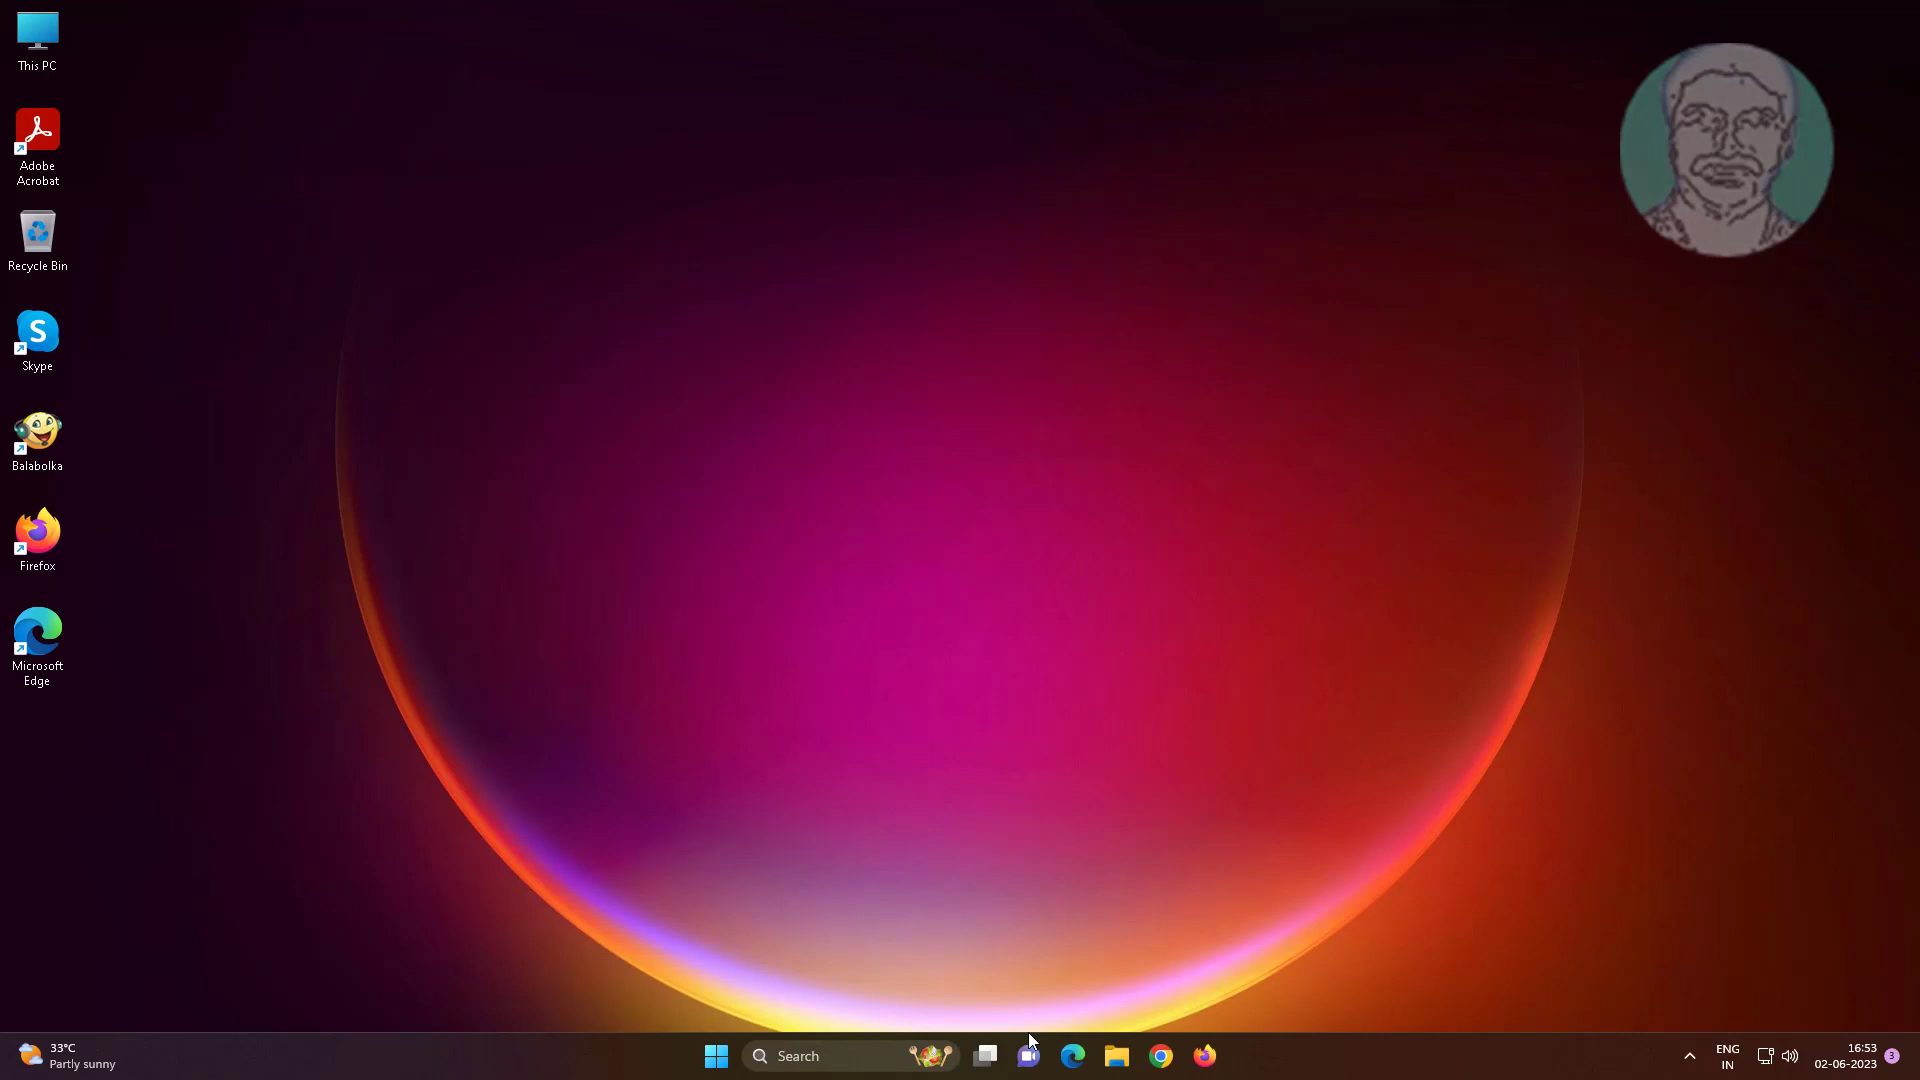 This PC
Adobe
Acrobat
Recycle Bin
S
Skype
Balabolka
Firefox
Microsoft
Edge
33°C
Partly sunny
Search
ENG
IN
16:53
02-06-2023
3